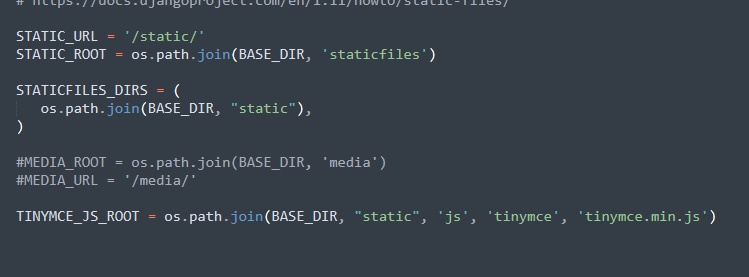 # https://docs.djangoproject.com/en/1.11/howto/static-files/
STATIC_URL = '/static/'
STATIC_ROOT = os.path.join(BASE_DIR, 'staticfiles')
STATICFILES_DIRS = (
os.path.join(BASE_DIR, "static"),
)
#MEDIA_ROOT = os.path.join(BASE_DIR, 'media')
#MEDIA_URL = '/media/'
TINYMCE_JS_ROOT = os.path.join(BASE_DIR, "static", 'js', 'tinymce', 'tinymce.min.js')